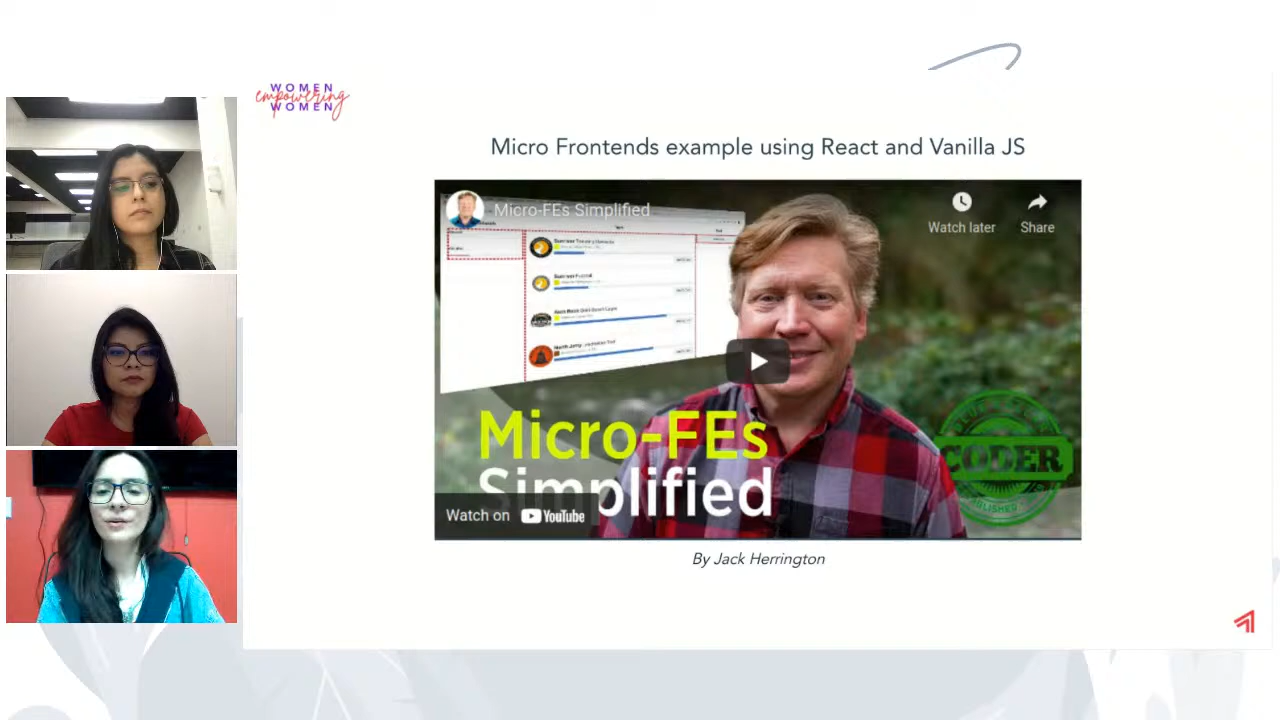 WOMEN
empowering
WOMEN
Micro Frontends example using React and Vanilla JS
Micro-FEs Simplified
Watch later
Share
Micro-FEs
Simplified
CODER
Watch on YouTube
By Jack Herrington